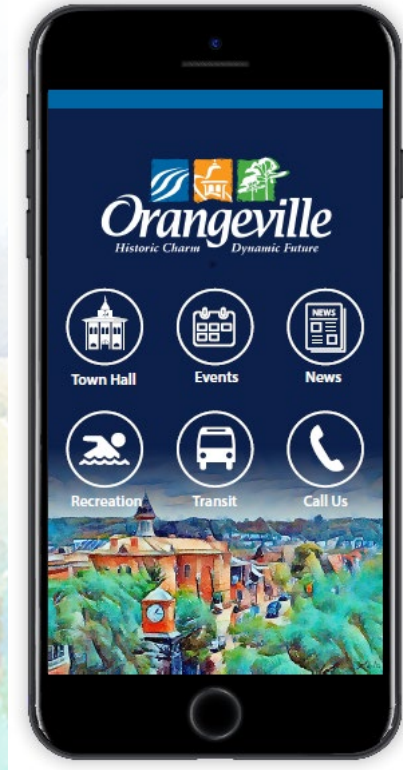 Orangeville
Historic Charm Dynamic Future
Town Hall
Events
NEWS
News
Recreation
Transit
Call Us